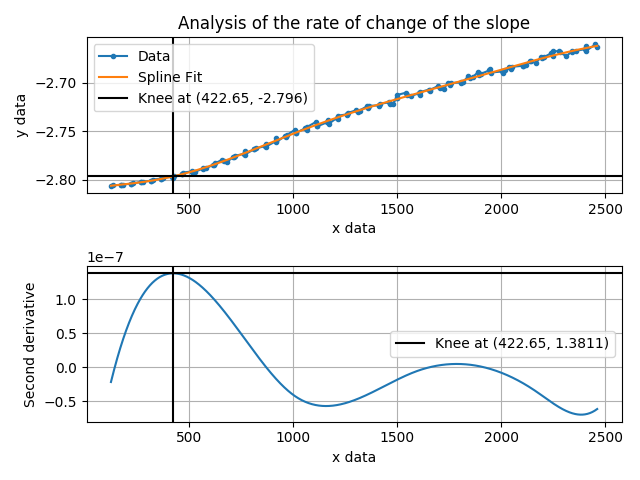 Analysis of the rate of change of the slope
Data
Spline Fit
Knee at (422.65, -2.796)
y data
−2.70
−2.75
−2.80
500
1000
1500
2000
2500
x data
1e−7
Second derivative
1.0
0.5
0.0
−0.5
Knee at (422.65, 1.3811)
500
1000
1500
2000
2500
x data